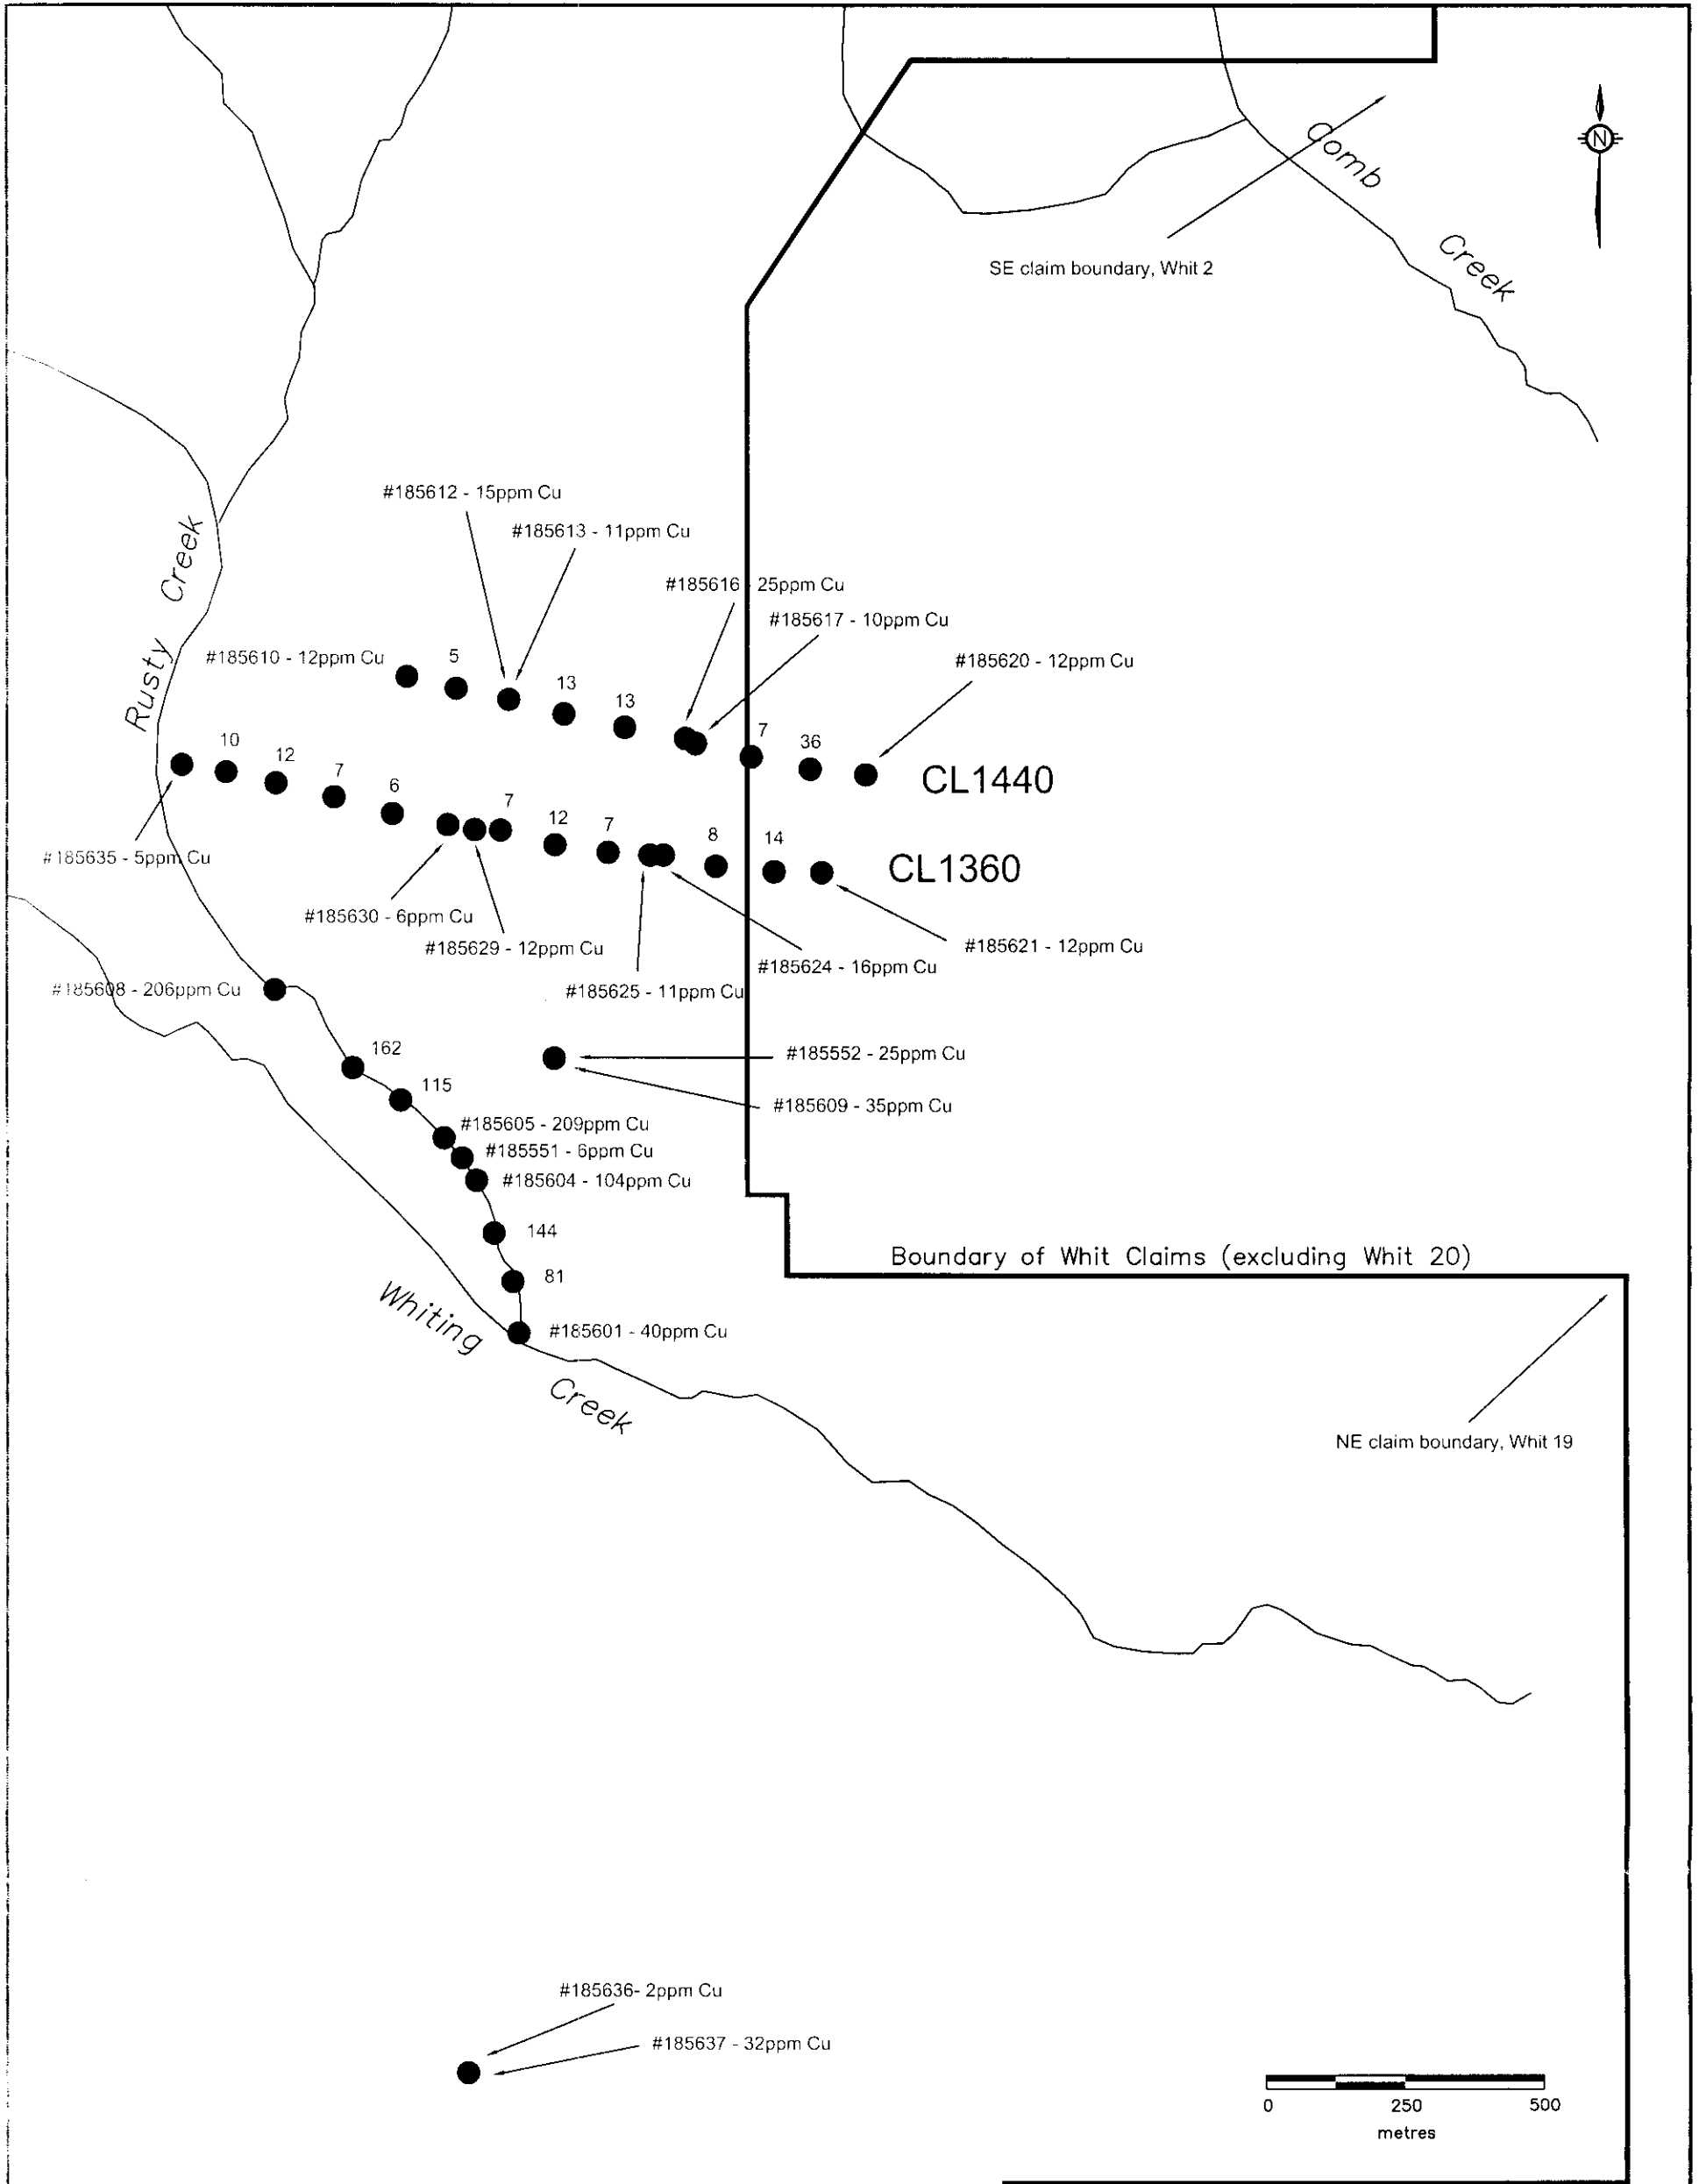 N
Comb
Creek
SE claim boundary, Whit 2
#185612 - 15ppm Cu
#185613 - 11ppm Cu
Rusty Creek
#185616 - 25ppm Cu
#185617 - 10ppm Cu
#185610 - 12ppm Cu
5
#185620 - 12ppm Cu
13
13
7
36
CL1440
10
12
7
6
7
12
7
8
14
CL1360
#185635 - 5ppm Cu
#185630 - 6ppm Cu
#185629 - 12ppm Cu
#185621 - 12ppm Cu
#185624 - 16ppm Cu
#185625 - 11ppm Cu
#185608 - 206ppm Cu
162
#185552 - 25ppm Cu
115
#185609 - 35ppm Cu
#185605 - 209ppm Cu
#185551 - 6ppm Cu
#185604 - 104ppm Cu
144
Boundary of Whit Claims (excluding Whit 20)
81
Whiting
#185601 - 40ppm Cu
Creek
NE claim boundary, Whit 19
#185636- 2ppm Cu
#185637 - 32ppm Cu
0 250 500
metres